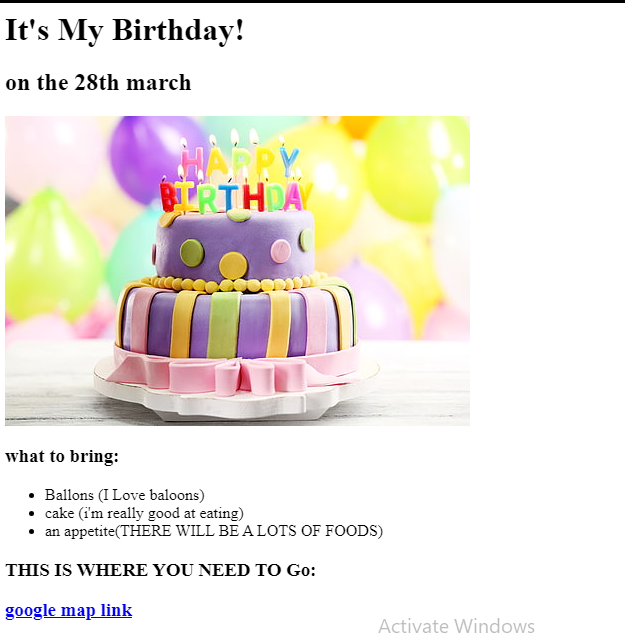 It's My Birthday!
on the 28th march
HAPPY
BIRTHDAY
what to bring:
Ballons (I Love baloons)
cake (i'm really good at eating)
an appetite(THERE WILL BE A LOTS OF FOODS)
THIS IS WHERE YOU NEED TO Go:
google map link
Activate Windows